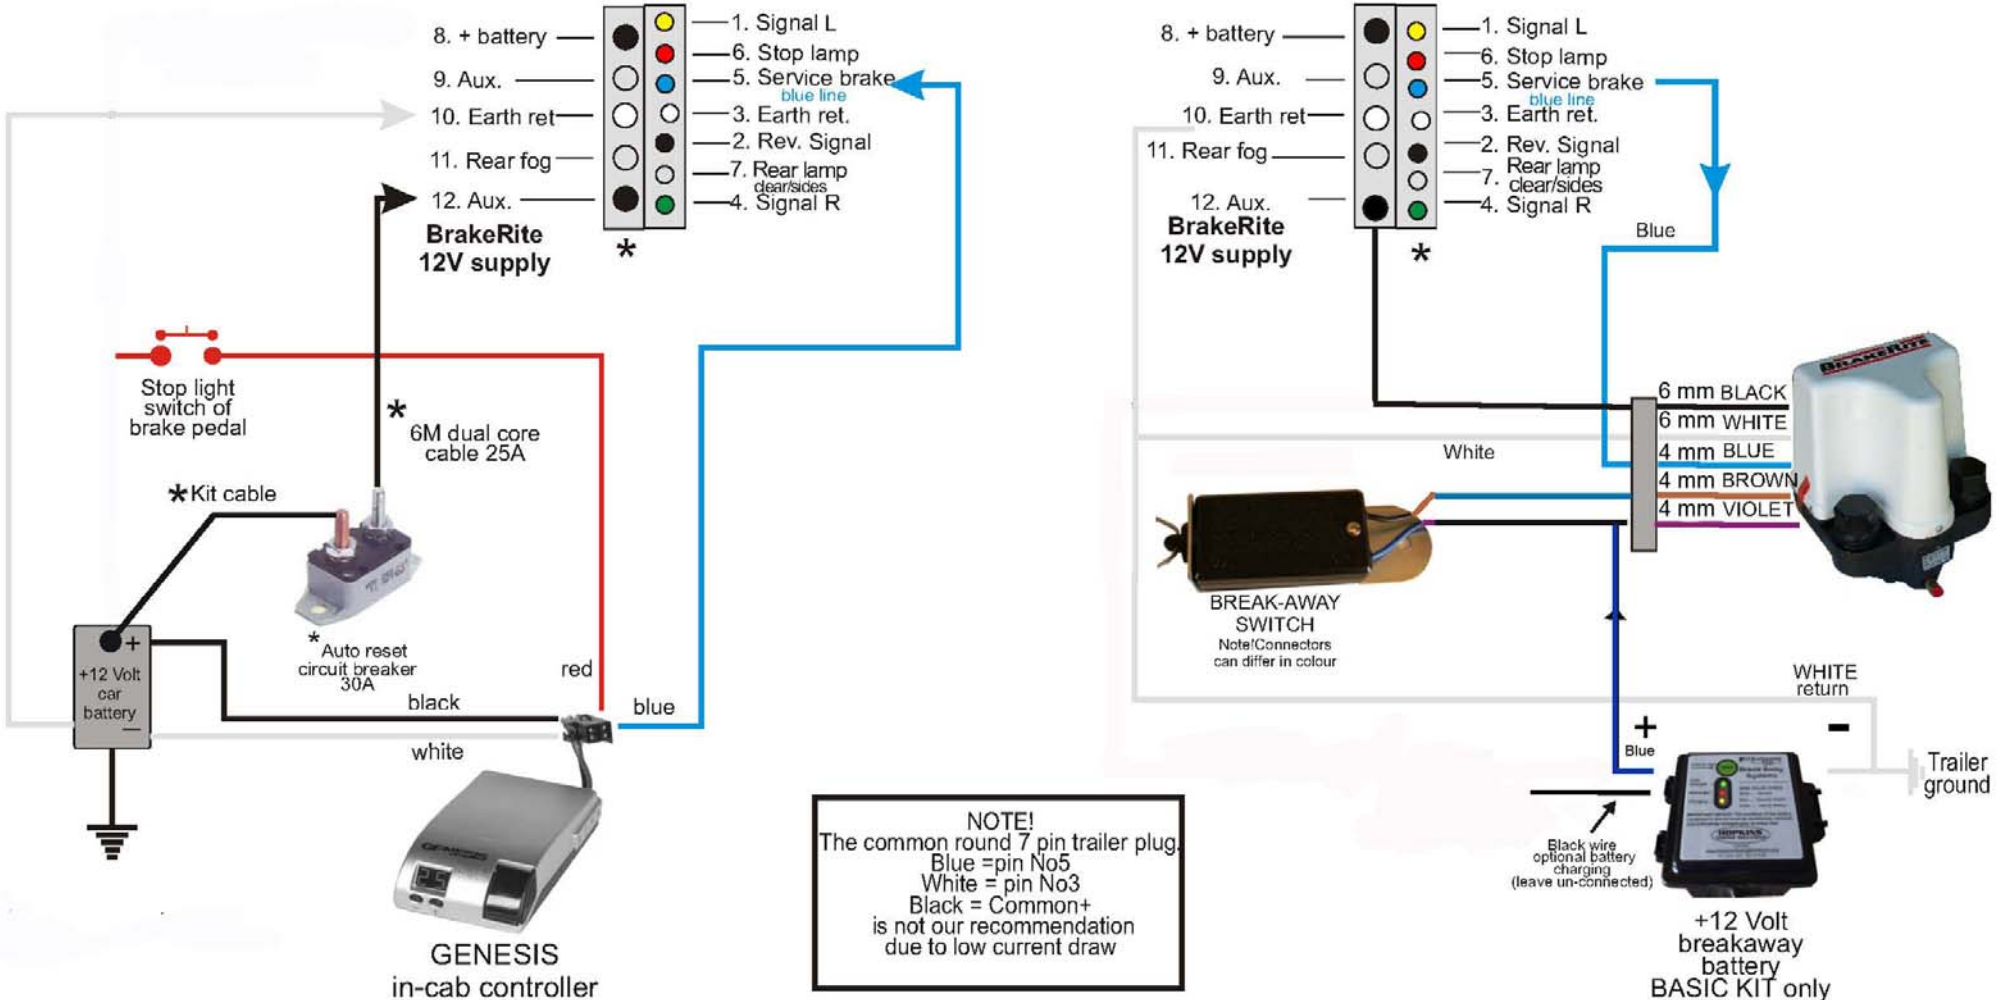 8. + battery
9. Aux.
10. Earth ret
11. Rear fog
12. Aux.
BrakeRite
12V supply
1. Signal L
6. Stop lamp
5. Service brake
blue line
3. Earth ret.
2. Rev. Signal
7. Rear lamp
clear/sides
4. Signal R
*
Stop light
switch of
brake pedal
*
6M dual core
cable 25A
*Kit cable
* Auto reset
circuit breaker
30A
+
+12 Volt
car
battery
–
red
black
white
blue
GENESIS
GENESIS
in-cab controller
NOTE!
The common round 7 pin trailer plug.
Blue =pin No5
White = pin No3
Black = Common+
is not our recommendation
due to low current draw
8. + battery
9. Aux.
10. Earth ret
11. Rear fog
12. Aux.
BrakeRite
12V supply
1. Signal L
6. Stop lamp
5. Service brake
blue line
3. Earth ret.
2. Rev. Signal
7. Rear lamp
clear/sides
4. Signal R
*
Blue
White
BRAKERITE
6 mm BLACK
6 mm WHITE
4 mm BLUE
4 mm BROWN
4 mm VIOLET
BREAK-AWAY
SWITCH
Note!Connectors
can differ in colour
WHITE
return
+
-
Blue
Trailer
ground
Black wire
optional battery
charging
(leave un-connected)
HOPKINS
+12 Volt
breakaway
battery
BASIC KIT only